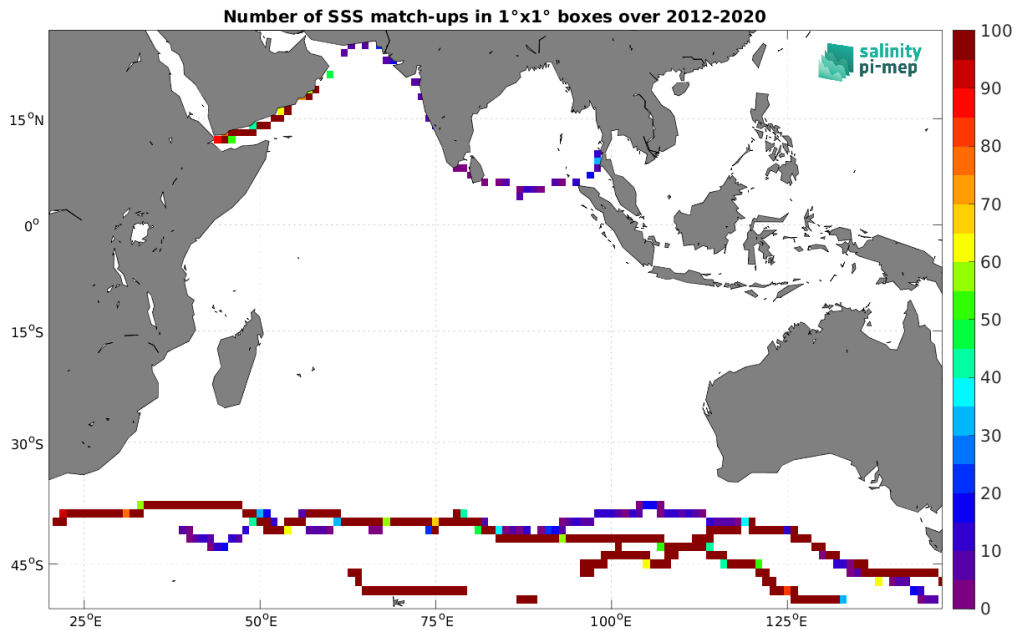 Number of SSS match-ups in 1°x1° boxes over 2012-2020
salinity
pi-mep
15°N
0°
15°S
30°S
45°S
25°E
50°E
75°E
100°E
125°E
100
90
80
70
60
50
40
30
20
10
0